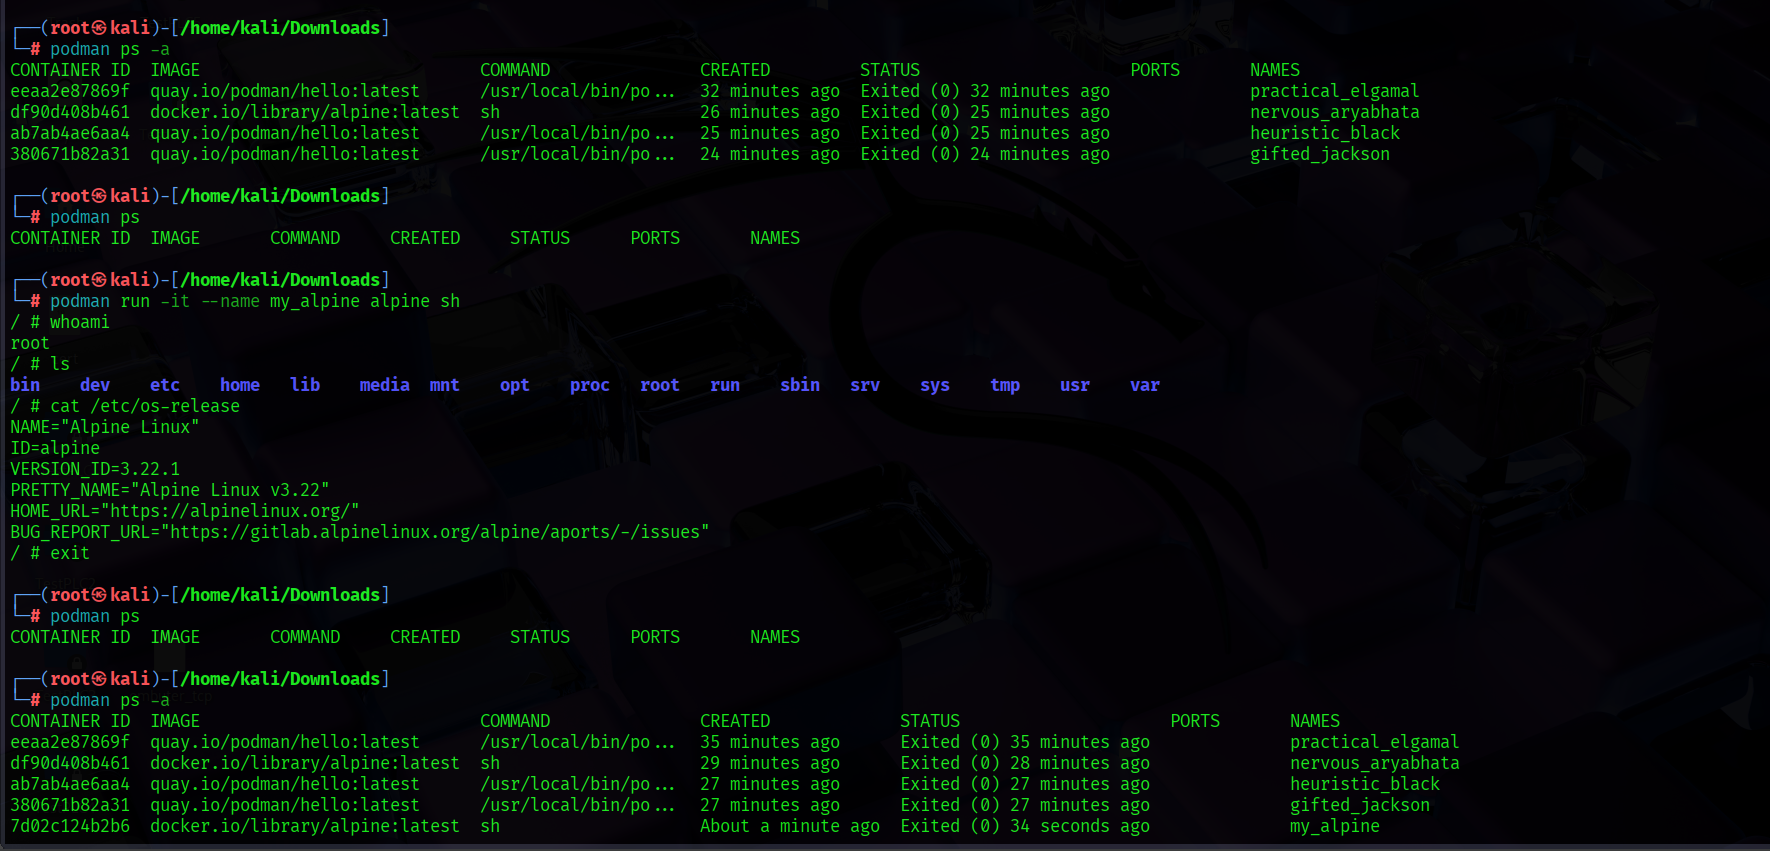 ┌──(root㉿kali)-[/home/kali/Downloads]
└─# podman ps -a
CONTAINER ID  IMAGE                            COMMAND               CREATED         STATUS                     PORTS       NAMES
eeaa2e87869f  quay.io/podman/hello:latest      /usr/local/bin/po...  32 minutes ago  Exited (0) 32 minutes ago              practical_elgamal
df90d408b461  docker.io/library/alpine:latest  sh                    26 minutes ago  Exited (0) 25 minutes ago              nervous_aryabhata
ab7ab4ae6aa4  quay.io/podman/hello:latest      /usr/local/bin/po...  25 minutes ago  Exited (0) 25 minutes ago              heuristic_black
380671b82a31  quay.io/podman/hello:latest      /usr/local/bin/po...  24 minutes ago  Exited (0) 24 minutes ago              gifted_jackson
┌──(root㉿kali)-[/home/kali/Downloads]
└─# podman ps
CONTAINER ID  IMAGE       COMMAND     CREATED     STATUS      PORTS       NAMES
┌──(root㉿kali)-[/home/kali/Downloads]
└─# podman run -it --name my_alpine alpine sh
/ # whoami
root
/ # ls
bin    dev    etc    home   lib    media  mnt    opt    proc   root   run    sbin   srv    sys    tmp    usr    var
/ # cat /etc/os-release
NAME="Alpine Linux"
ID=alpine
VERSION_ID=3.22.1
PRETTY_NAME="Alpine Linux v3.22"
HOME_URL="https://alpinelinux.org/"
BUG_REPORT_URL="https://gitlab.alpinelinux.org/alpine/aports/-/issues"
/ # exit
┌──(root㉿kali)-[/home/kali/Downloads]
└─# podman ps
CONTAINER ID  IMAGE       COMMAND     CREATED     STATUS      PORTS       NAMES
┌──(root㉿kali)-[/home/kali/Downloads]
└─# podman ps -a
CONTAINER ID  IMAGE                            COMMAND               CREATED             STATUS                     PORTS       NAMES
eeaa2e87869f  quay.io/podman/hello:latest      /usr/local/bin/po...  35 minutes ago      Exited (0) 35 minutes ago              practical_elgamal
df90d408b461  docker.io/library/alpine:latest  sh                    29 minutes ago      Exited (0) 28 minutes ago              nervous_aryabhata
ab7ab4ae6aa4  quay.io/podman/hello:latest      /usr/local/bin/po...  27 minutes ago      Exited (0) 27 minutes ago              heuristic_black
380671b82a31  quay.io/podman/hello:latest      /usr/local/bin/po...  27 minutes ago      Exited (0) 27 minutes ago              gifted_jackson
7d02c124b2b6  docker.io/library/alpine:latest  sh                    About a minute ago  Exited (0) 34 seconds ago              my_alpine